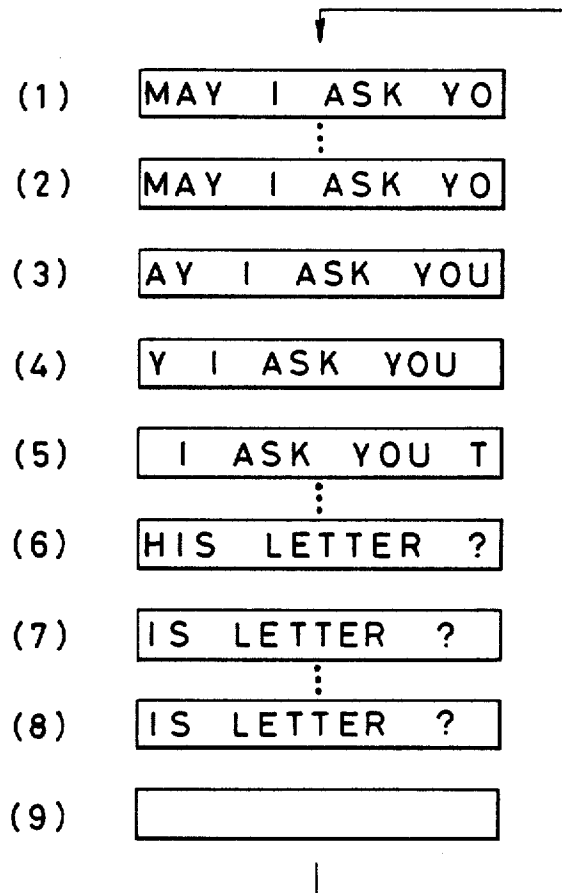 (1) MAY I ASK YO
(2) MAY I ASK YO
(3) AY I ASK YOU
(4) Y I ASK YOU
(5) I ASK YOU T
(6) HIS LETTER ?
(7) IS LETTER ?
(8) IS LETTER ?
(9)